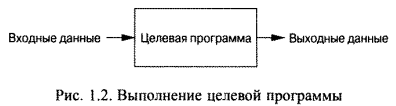 Входные данные Целевая программа Выходные данные
Рис. 1.2. Выполнение целевой программы